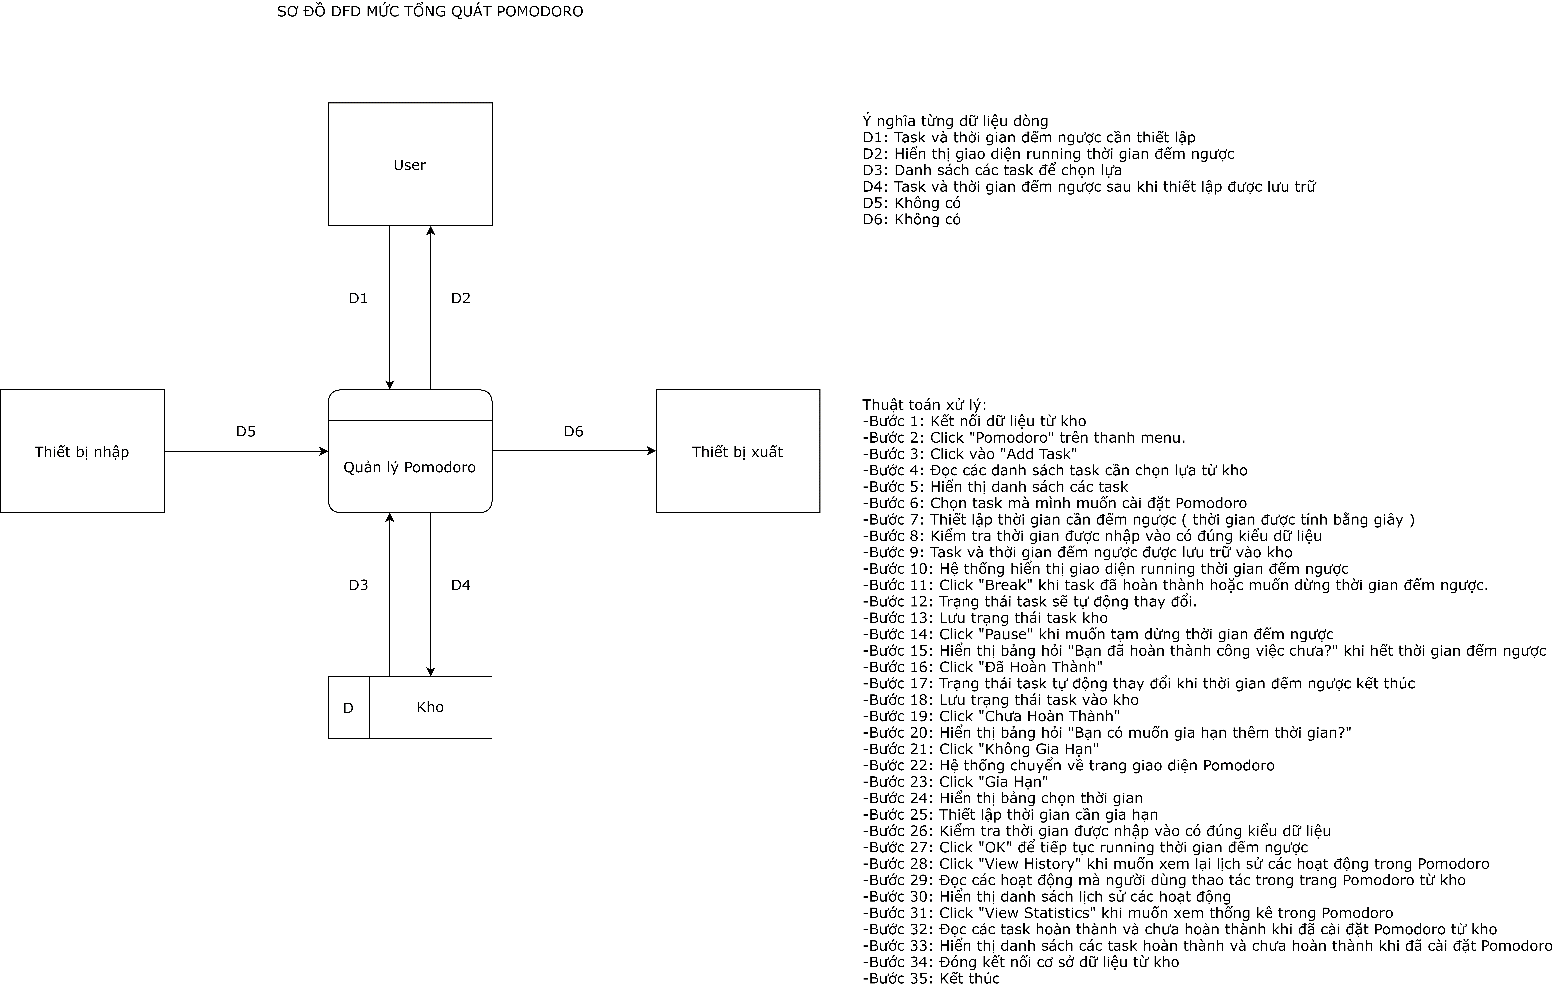 SƠ ĐỒ DFD MỨC TỔNG QUÁT POMODORO
User
D1
D2
Thiết bị nhập
D5
Quản lý Pomodoro
D6
Thiết bị xuất
D3
D4
D
Kho
Ý nghĩa từng dữ liệu dòng
D1: Task và thời gian đếm ngược cần thiết lập
D2: Hiển thị giao diện running thời gian đếm ngược
D3: Danh sách các task để chọn lựa
D4: Task và thời gian đếm ngược sau khi thiết lập được lưu trữ
D5: Không có
D6: Không có
Thuật toán xử lý:
-Bước 1: Kết nối dữ liệu từ kho
-Bước 2: Click "Pomodoro" trên thanh menu.
-Bước 3: Click vào "Add Task"
-Bước 4: Đọc các danh sách task cần chọn lựa từ kho
-Bước 5: Hiển thị danh sách các task
-Bước 6: Chọn task mà mình muốn cài đặt Pomodoro
-Bước 7: Thiết lập thời gian cần đếm ngược ( thời gian được tính bằng giây )
-Bước 8: Kiểm tra thời gian được nhập vào có đúng kiểu dữ liệu
-Bước 9: Task và thời gian đếm ngược được lưu trữ vào kho
-Bước 10: Hệ thống hiển thị giao diện running thời gian đếm ngược
-Bước 11: Click "Break" khi task đã hoàn thành hoặc muốn dừng thời gian đếm ngược.
-Bước 12: Trạng thái task sẽ tự động thay đổi.
-Bước 13: Lưu trạng thái task kho
-Bước 14: Click "Pause" khi muốn tạm dừng thời gian đếm ngược
-Bước 15: Hiển thị bảng hỏi "Bạn đã hoàn thành công việc chưa?" khi hết thời gian đếm ngược
-Bước 16: Click "Đã Hoàn Thành"
-Bước 17: Trạng thái task tự động thay đổi khi thời gian đếm ngược kết thúc
-Bước 18: Lưu trạng thái task vào kho
-Bước 19: Click "Chưa Hoàn Thành"
-Bước 20: Hiển thị bảng hỏi "Bạn có muốn gia hạn thêm thời gian?"
-Bước 21: Click "Không Gia Hạn"
-Bước 22: Hệ thống chuyển về trang giao diện Pomodoro
-Bước 23: Click "Gia Hạn"
-Bước 24: Hiển thị bảng chọn thời gian
-Bước 25: Thiết lập thời gian cần gia hạn
-Bước 26: Kiểm tra thời gian được nhập vào có đúng kiểu dữ liệu
-Bước 27: Click "OK" để tiếp tục running thời gian đếm ngược
-Bước 28: Click "View History" khi muốn xem lại lịch sử các hoạt động trong Pomodoro
-Bước 29: Đọc các hoạt động mà người dùng thao tác trong trang Pomodoro từ kho
-Bước 30: Hiển thị danh sách lịch sử các hoạt động
-Bước 31: Click "View Statistics" khi muốn xem thống kê trong Pomodoro
-Bước 32: Đọc các task hoàn thành và chưa hoàn thành khi đã cài đặt Pomodoro từ kho
-Bước 33: Hiển thị danh sách các task hoàn thành và chưa hoàn thành khi đã cài đặt Pomodoro
-Bước 34: Đóng kết nối cơ sở dữ liệu từ kho
-Bước 35: Kết thúc